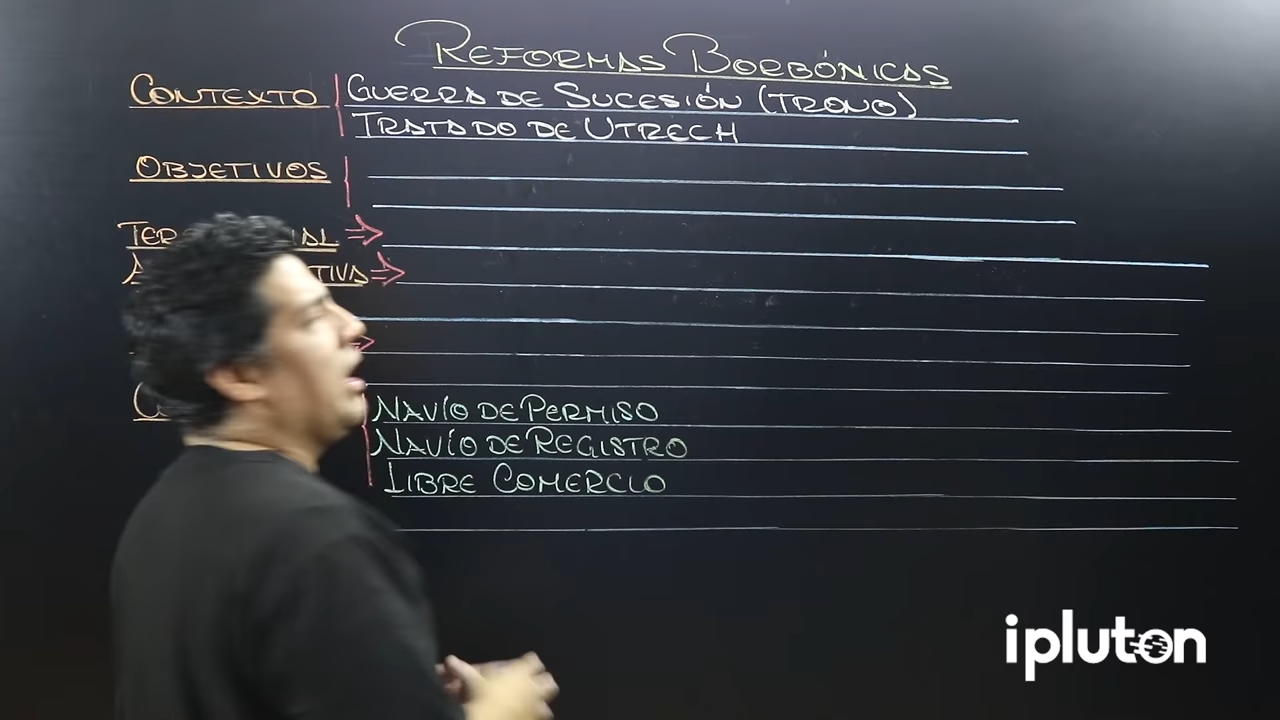 REFORMAS BORBÓNICAS
CONTEXTO GUERRA DE SUCESIÓN (TRONO)
TRATADO DE UTRECH
OBJETIVOS
NAVÍO DE PERMISO
NAVÍO DE REGISTRO
LIBRE COMERCIO
ipluton